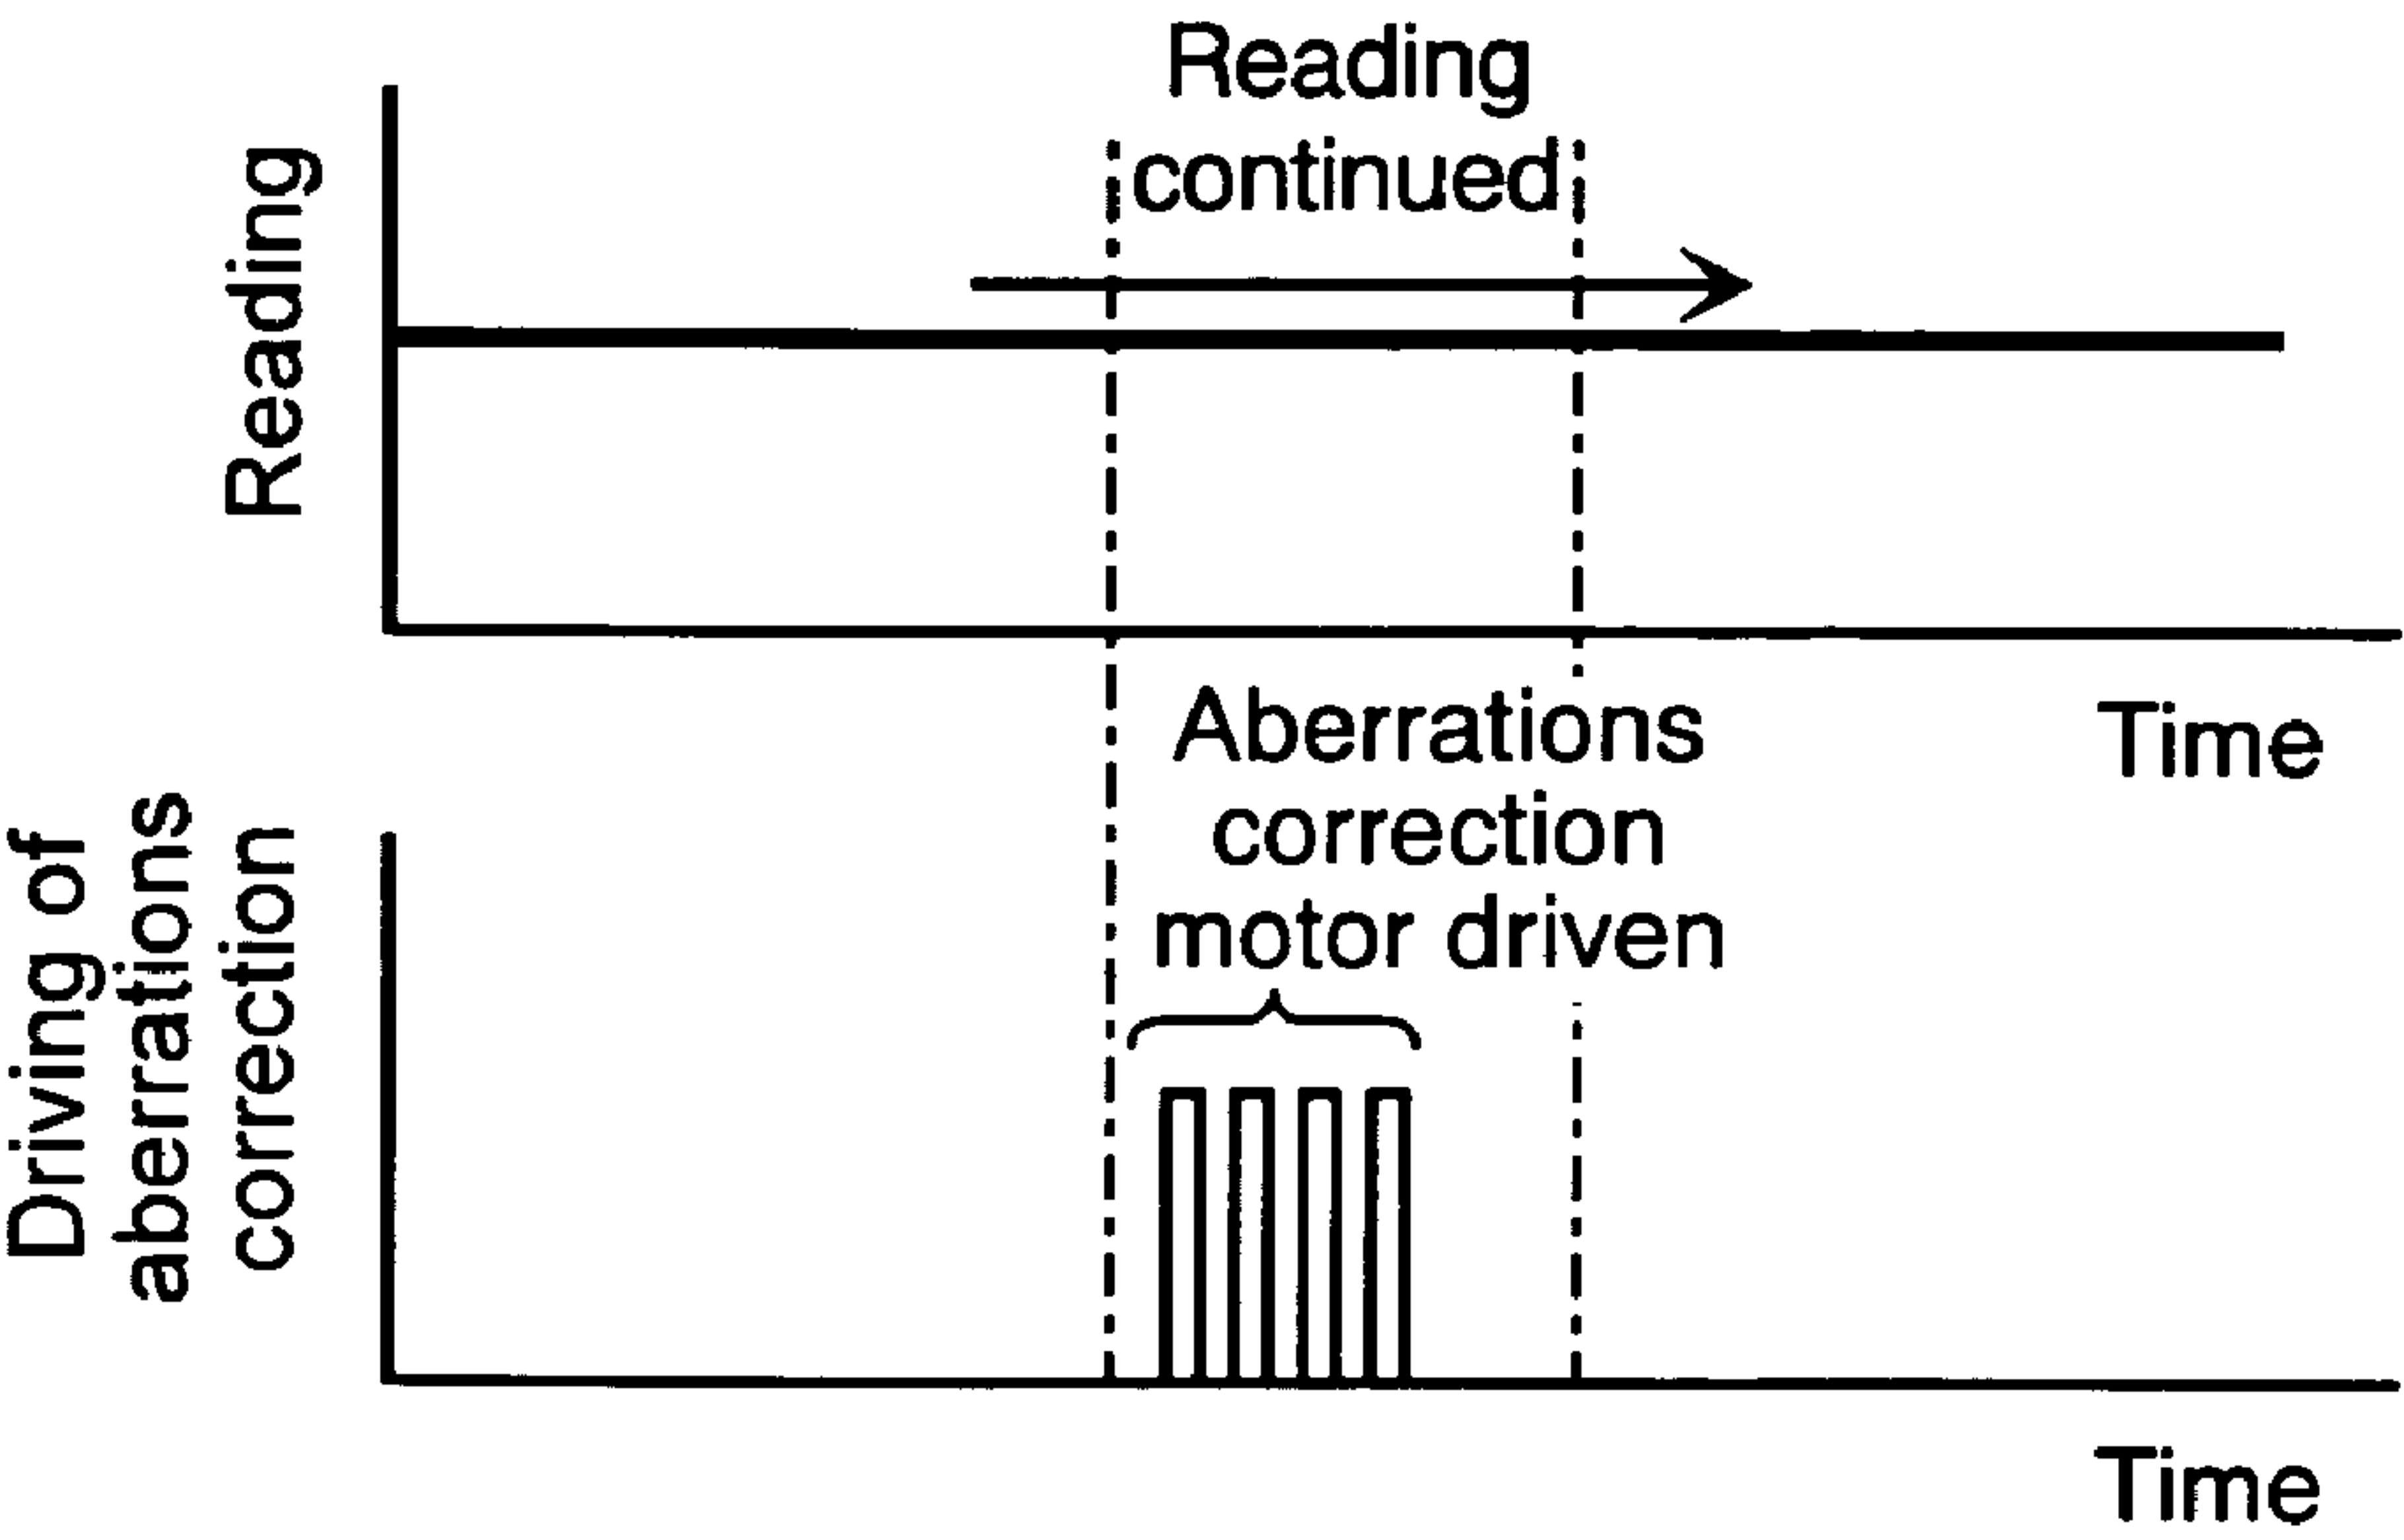 Reading
continued
Reading
Time
Aberrations
correction
motor driven
Driving of
aberrations
correction
Time